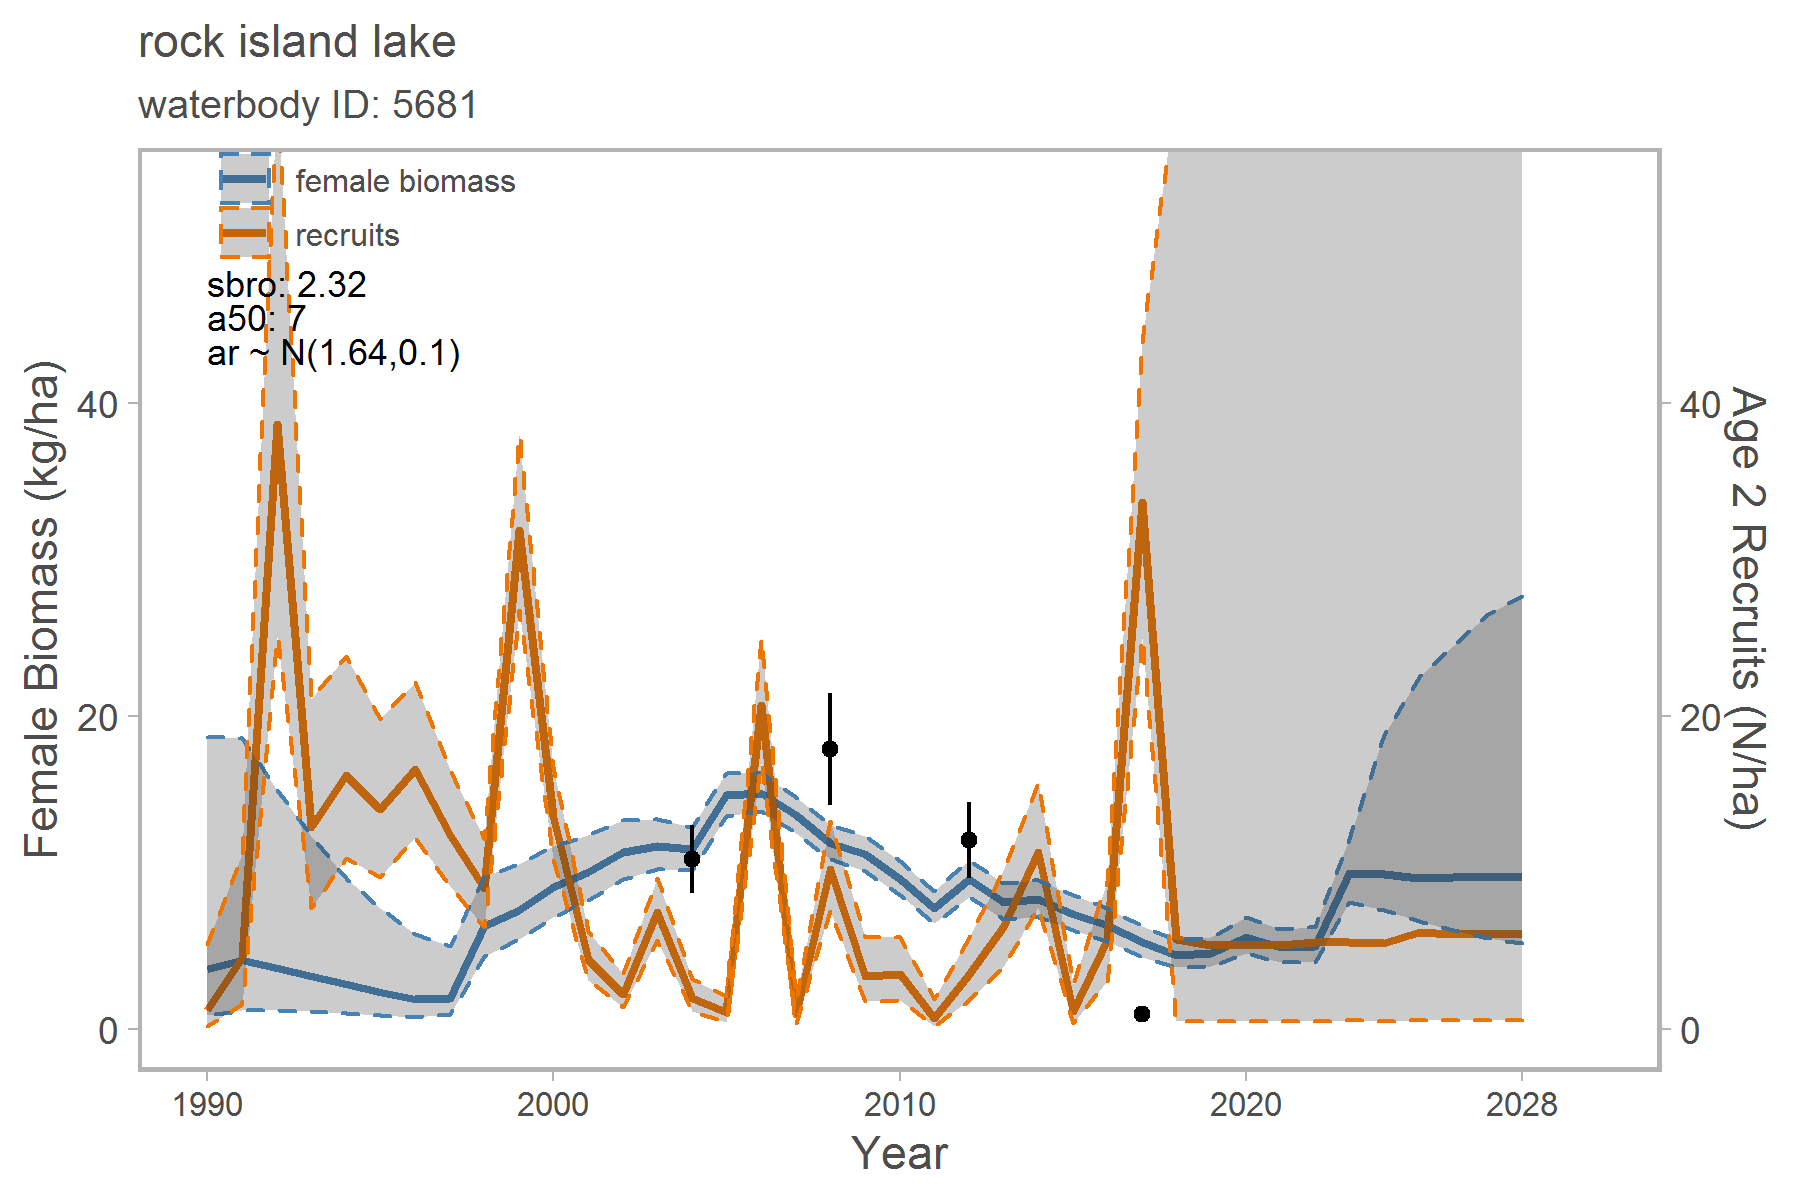 rock island lake
waterbody ID: 5681
female biomass
recruits
sbro: 2.32
a50: 7
ar ~ N(1.64,0.1)
Female Biomass (kg/ha)
40
20
0
40
20
0
Age 2 Recruits (N/ha)
1990
2000
2010
2020
2028
Year